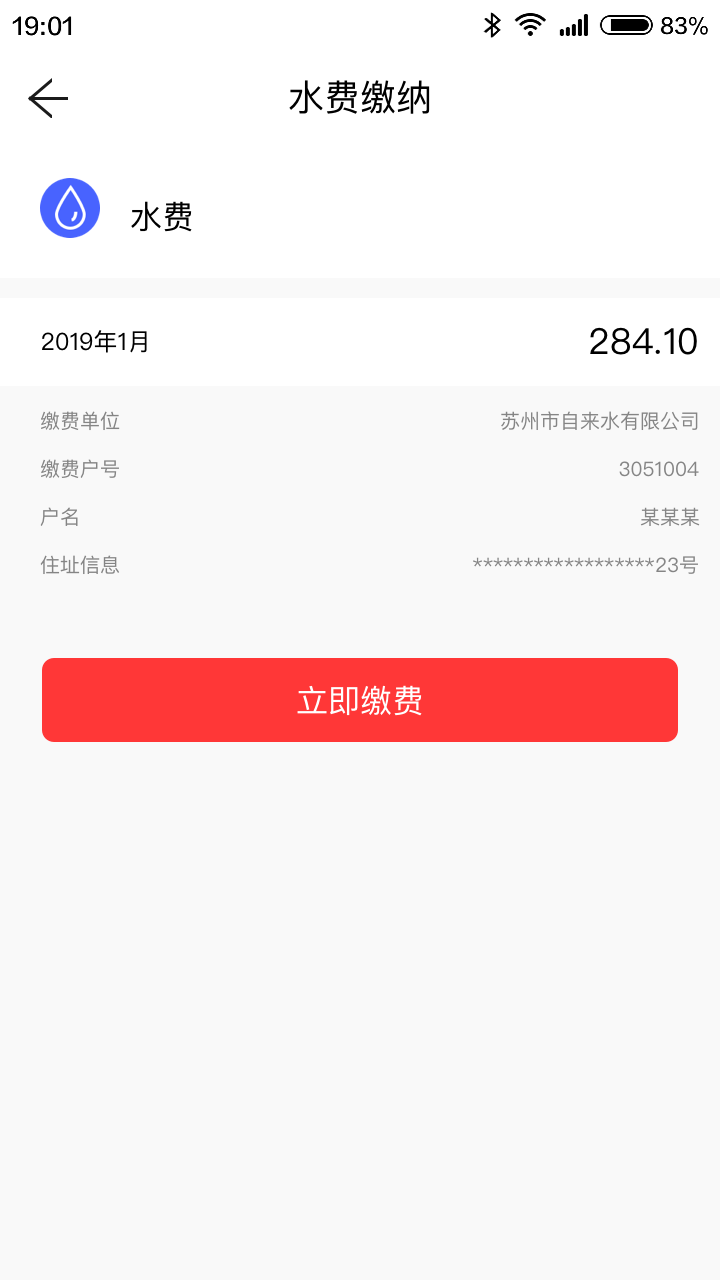 19:01 83%
水费缴纳
水费
2019年1月 284.10
缴费单位 苏州市自来水有限公司
缴费户号 3051004
户名 某某某
住址信息 ******************23号
立即缴费